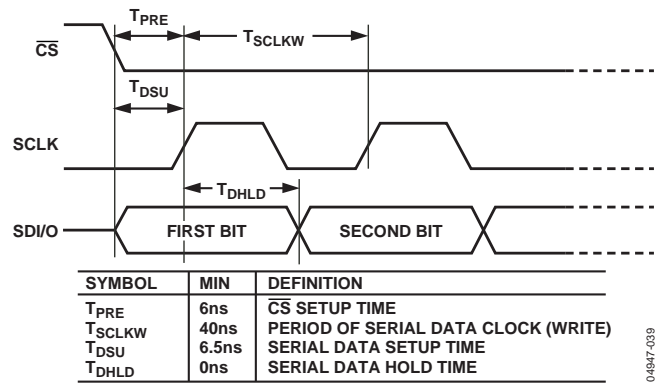 T_PRE
T_SCLKW
C̅S̅
T_DSU
SCLK
T_DHLD
SDI/O FIRST BIT SECOND BIT
SYMBOL MIN DEFINITION
T_PRE 6ns C̅S̅ SETUP TIME
T_SCLKW 40ns PERIOD OF SERIAL DATA CLOCK (WRITE)
T_DSU 6.5ns SERIAL DATA SETUP TIME
T_DHLD 0ns SERIAL DATA HOLD TIME
04947-039